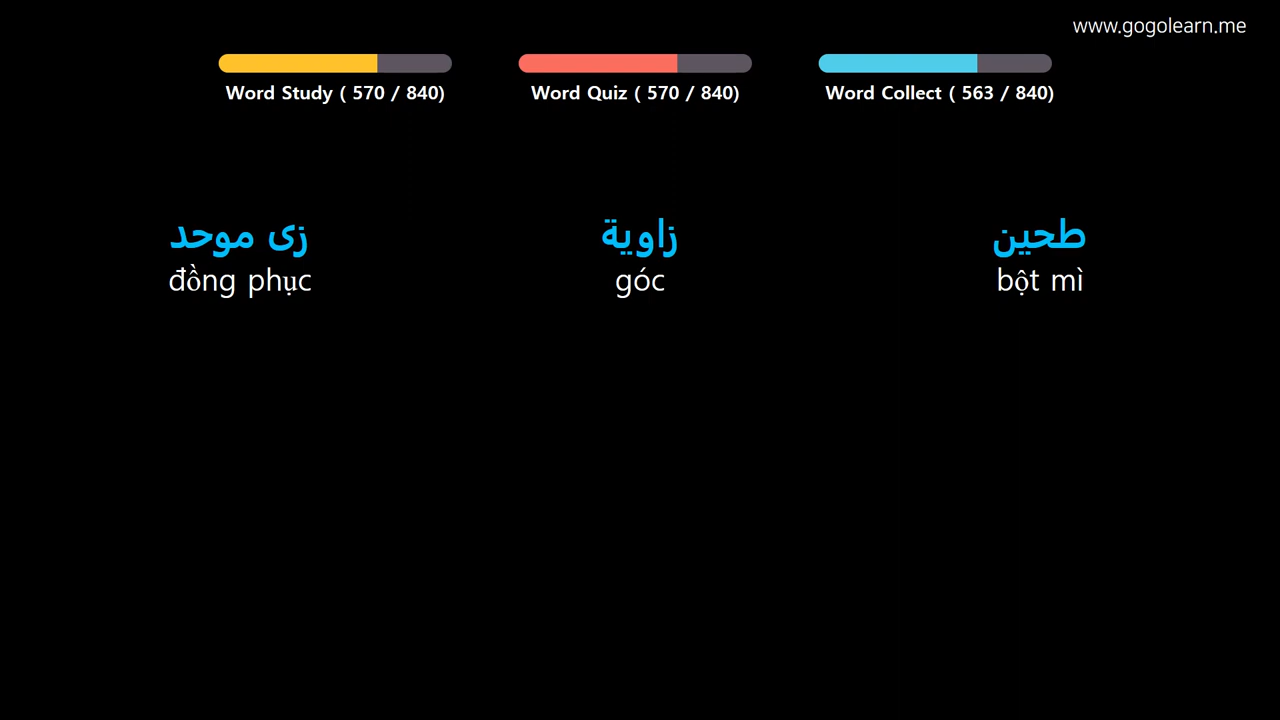 www.gogolearn.me
Word Study ( 570 / 840)
Word Quiz ( 570 / 840)
Word Collect ( 563 / 840)
زى موحد
đồng phục
زاوية
góc
طحين
bột mì